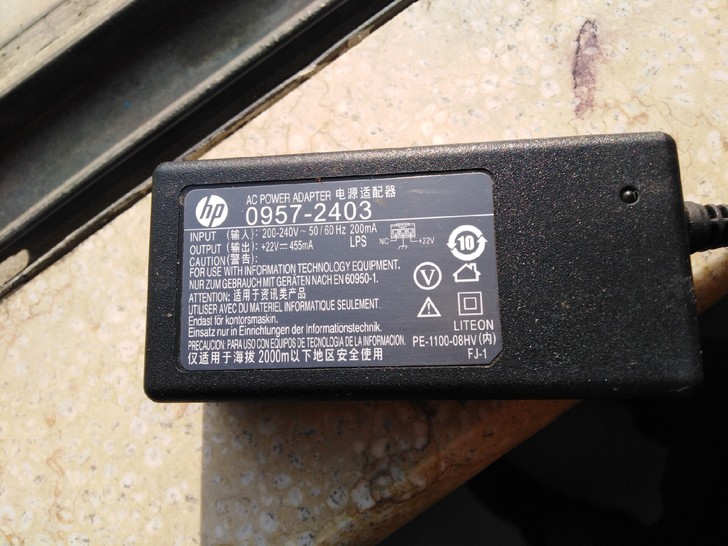 hp
AC POWER ADAPTER 电源适配器
0957-2403
INPUT (输入): 200-240V~ 50/60 Hz 200mA
OUTPUT (输出): +22V⎓ 455mA LPS NC +22V
CAUTION(警告):
FOR USE WITH INFORMATION TECHNOLOGY EQUIPMENT.
NUR ZUM GEBRAUCH MIT GERÄTEN NACH EN 60950-1.
ATTENTION: 适用于资讯类产品
UTILISER AVEC DU MATERIEL INFORMATIQUE SEULEMENT.
Endast för kontorsmaskin.
Einsatz nur in Einrichtungen der Informationstechnik.
PRECAUCION: PARA USO CON EQUIPOS DE TECNOLOGIA DE LA INFORMACION.
仅适用于海拔 2000m以下地区安全使用
10
V
LITEON
PE-1100-08HV (内)
FJ-1